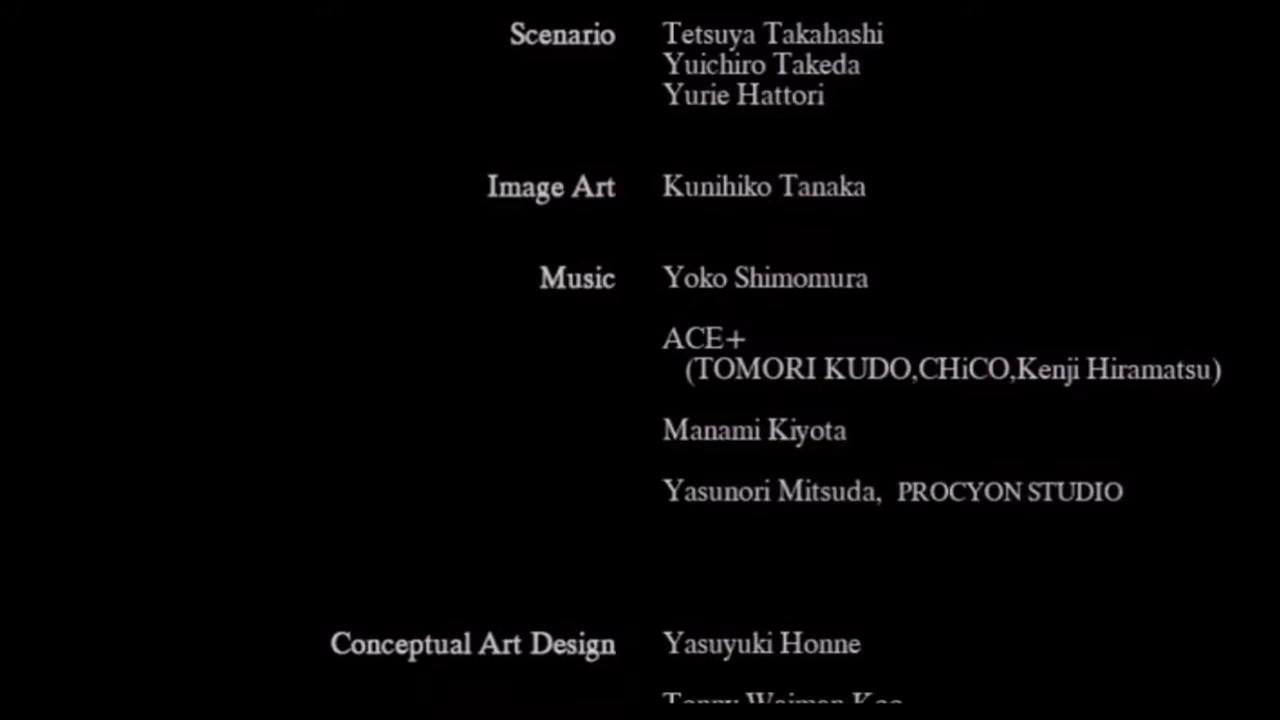 Scenario Tetsuya Takahashi
Yuichiro Takeda
Yurie Hattori
Image Art Kunihiko Tanaka
Music Yoko Shimomura
ACE+
(TOMORI KUDO,CHiCO,Kenji Hiramatsu)
Manami Kiyota
Yasunori Mitsuda, PROCYON STUDIO
Conceptual Art Design Yasuyuki Honne